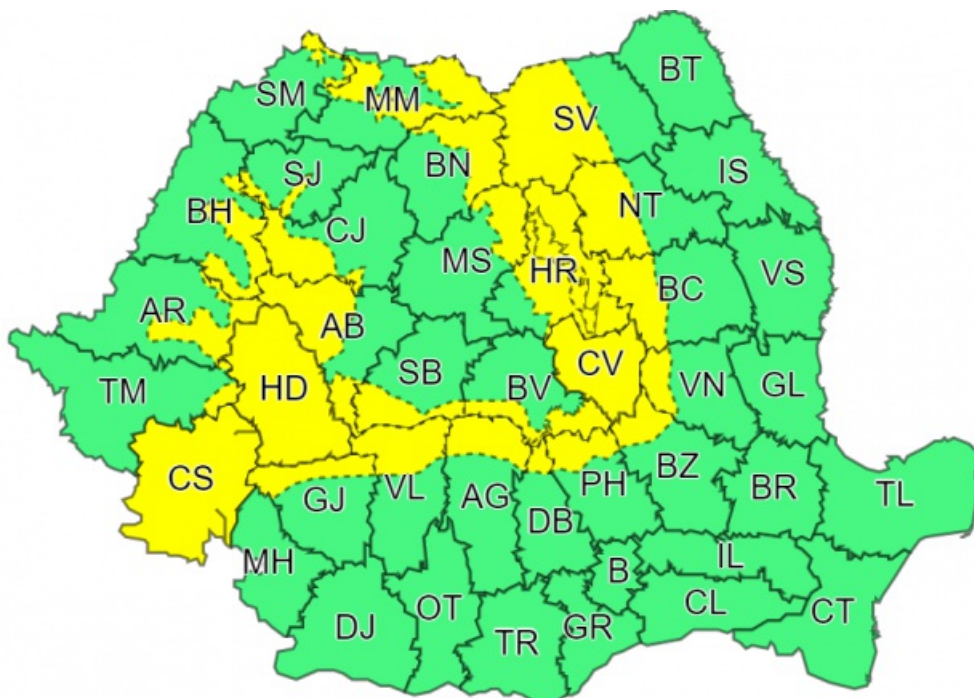 BT
SM
MM
SV
BN
SJ
IS
BH
CJ
NT
MS
HR
VS
BC
AR
AB
CV
SB
TM
HD
BV
VN
GL
CS
VL
AG
PH
BZ
BR
TL
GJ
DB
MH
B
IL
OT
CL
CT
DJ
TR
GR